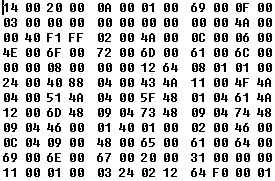 14 00 20 00 0A 00 01 00 69 00 0F 00
03 00 00 00 00 00 00 00 00 00 4A 00
00 40 F1 FF 02 00 4A 00 0C 00 06 00
4E 00 6F 00 72 00 6D 00 61 00 6C 00
00 00 08 00 00 00 12 64 08 01 01 00
24 00 40 88 04 00 43 4A 11 00 4F 4A
04 00 51 4A 04 00 5F 48 01 04 61 4A
12 00 6D 48 09 04 73 48 09 04 74 48
09 04 46 00 01 40 01 00 02 00 46 00
0C 04 09 00 48 00 65 00 61 00 64 00
69 00 6E 00 67 00 20 00 31 00 00 00
11 00 01 00 03 24 02 12 64 F0 00 01